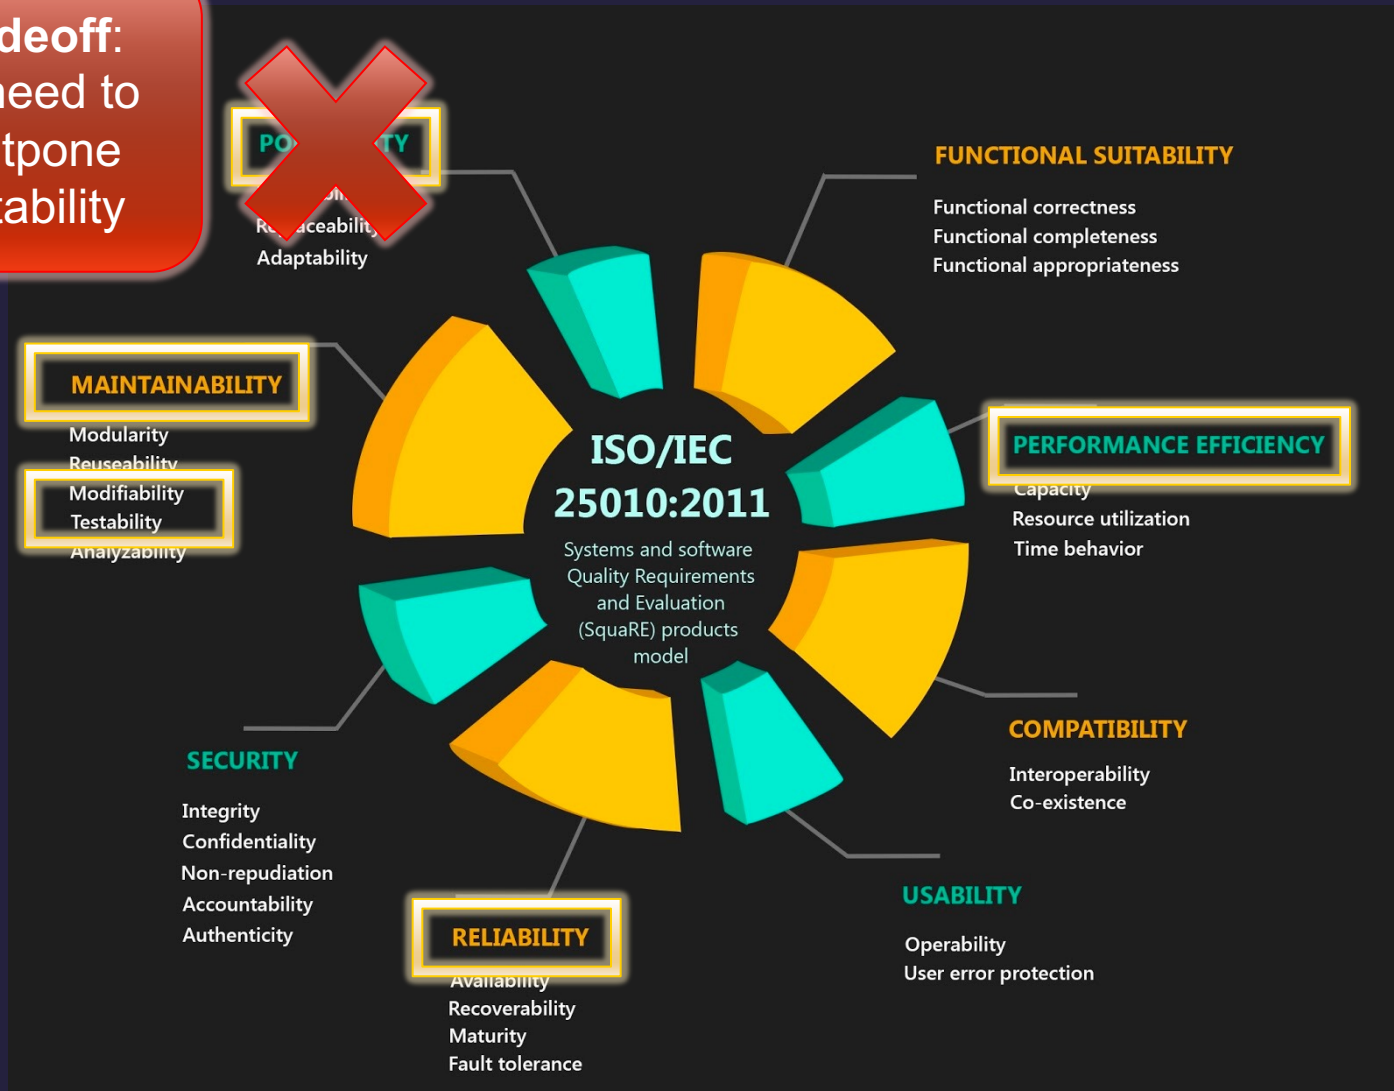 deoff:
need to
tpone
tability
PO TY
Replaceability
Adaptability
FUNCTIONAL SUITABILITY
Functional correctness
Functional completeness
Functional appropriateness
MAINTAINABILITY
Modularity
Reuseability
Modifiability
Testability
Analyzability
ISO/IEC
25010:2011
Systems and software
Quality Requirements
and Evaluation
(SquaRE) products
model
PERFORMANCE EFFICIENCY
Capacity
Resource utilization
Time behavior
SECURITY
Integrity
Confidentiality
Non-repudiation
Accountability
Authenticity
COMPATIBILITY
Interoperability
Co-existence
RELIABILITY
Availability
Recoverability
Maturity
Fault tolerance
USABILITY
Operability
User error protection